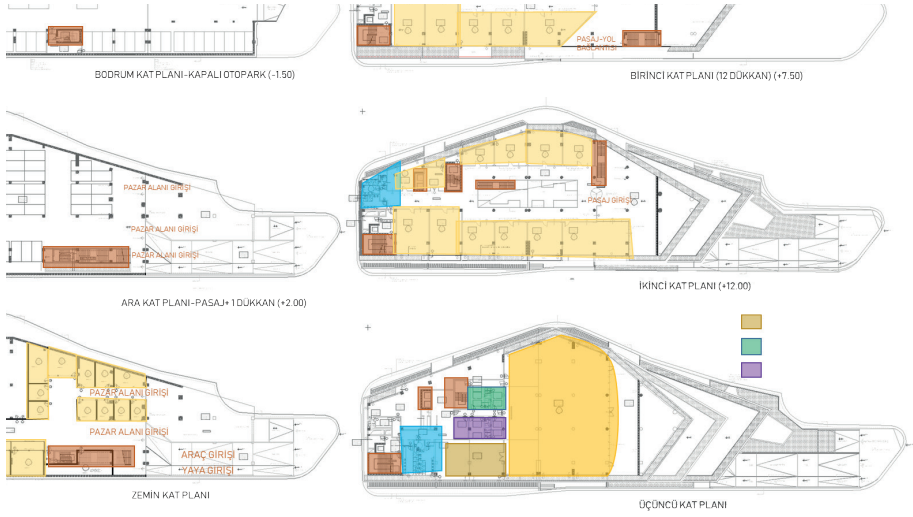 PASAJ-YOL
BAĞLANTISI
BODRUM KAT PLANI-KAPALI OTOPARK (-1.50)
BİRİNCİ KAT PLANI (12 DÜKKAN) (+7.50)
PAZAR ALANI GİRİŞİ
PAZAR ALANI GİRİŞİ
PAZAR ALANI GİRİŞİ
PASAJ GİRİŞİ
ARA KAT PLANI-PASAJ+ 1 DÜKKAN (+2.00)
İKİNCİ KAT PLANI (+12.00)
PAZAR ALANI GİRİŞİ
PAZAR ALANI GİRİŞİ
ARAÇ GİRİŞİ
YAYA GİRİŞİ
ZEMİN KAT PLANI
ÜÇÜNCÜ KAT PLANI